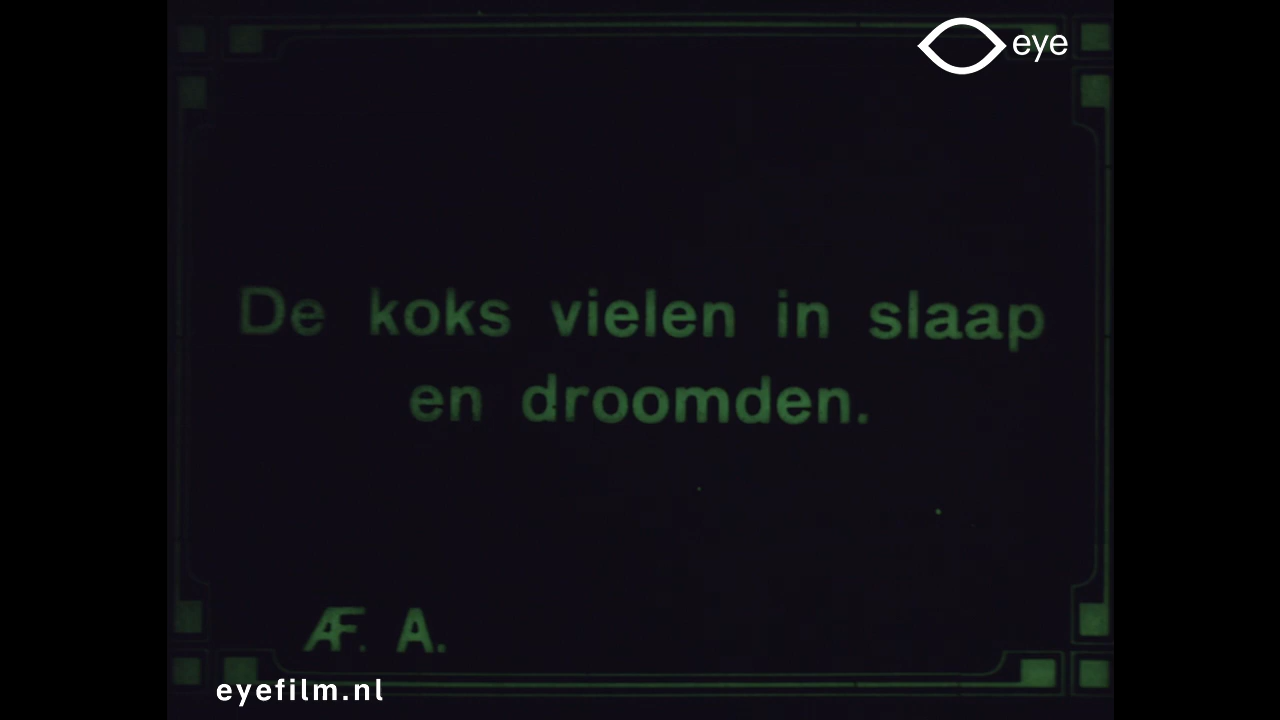 eye
De koks vielen in slaap
en droomden.
Æ. A.
eyefilm.nl